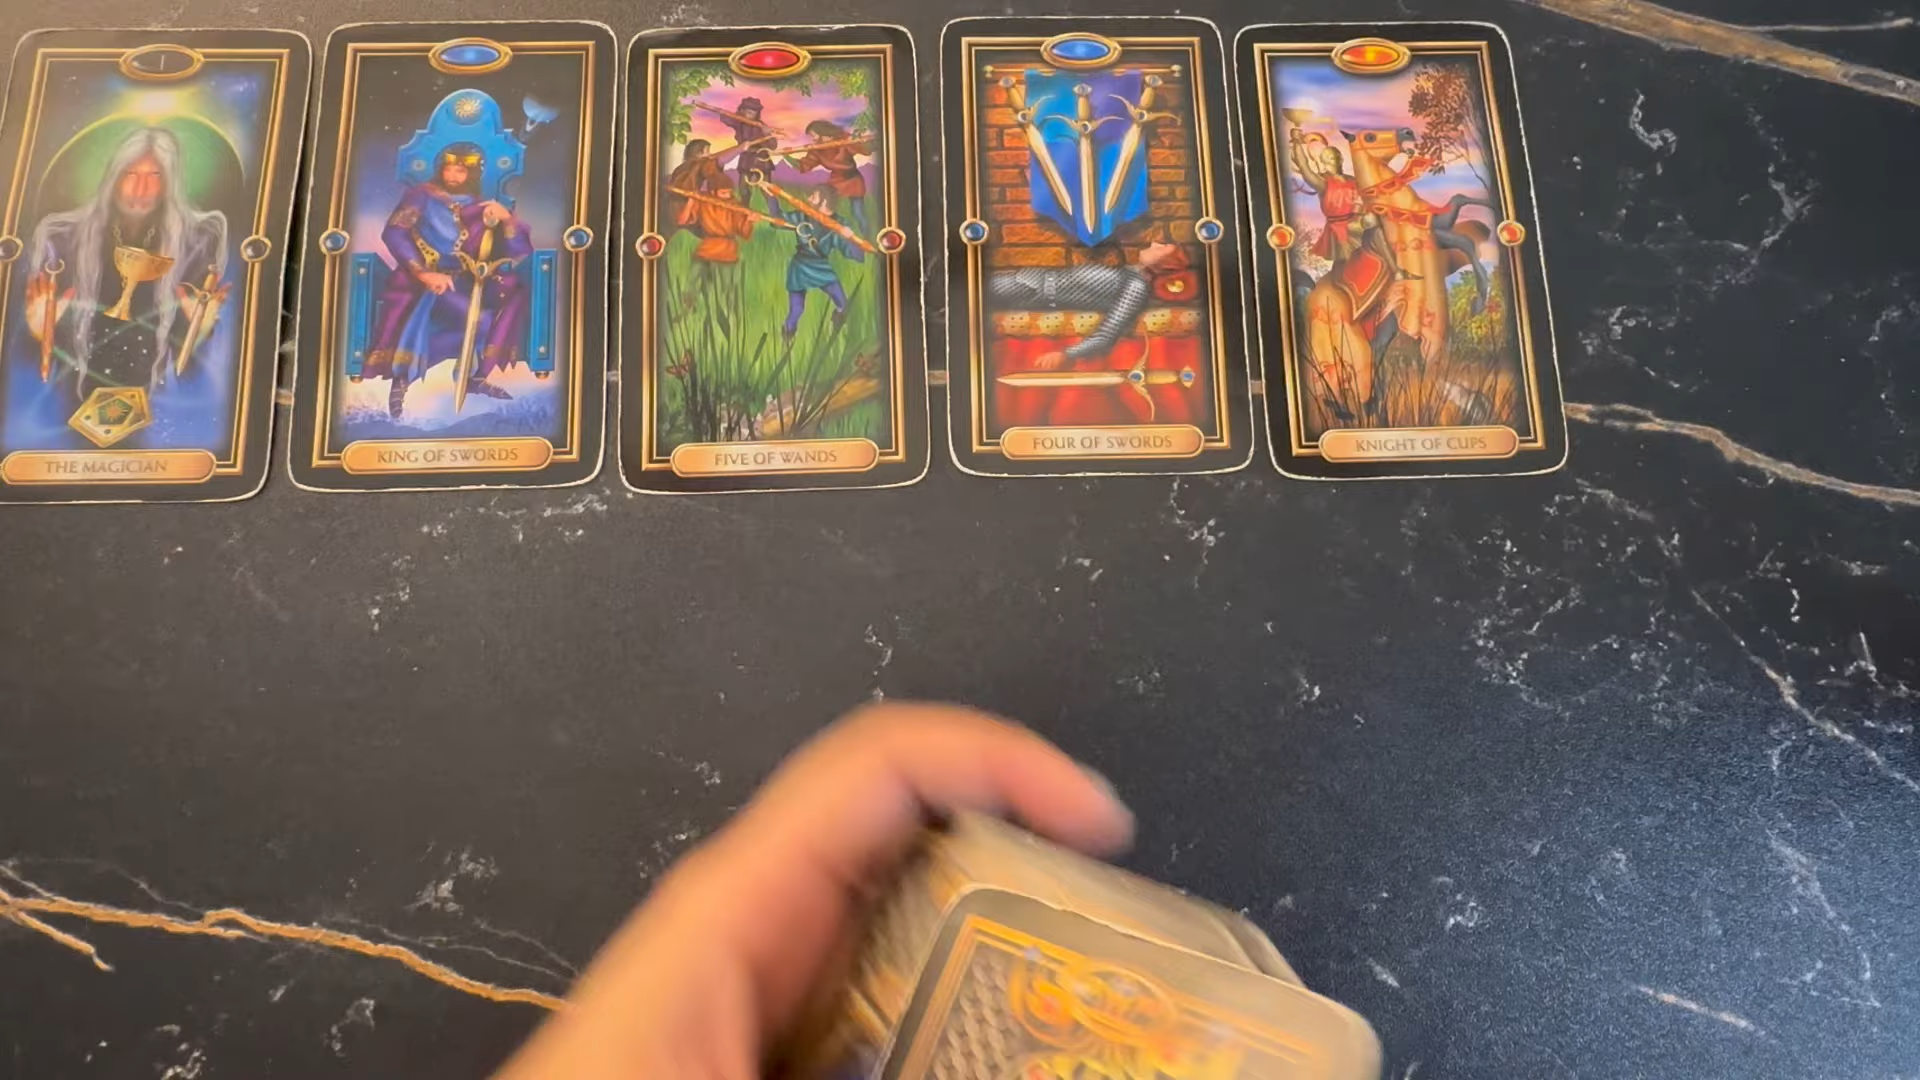 I
THE MAGICIAN
KING OF SWORDS
FIVE OF WANDS
FOUR OF SWORDS
KNIGHT OF CUPS